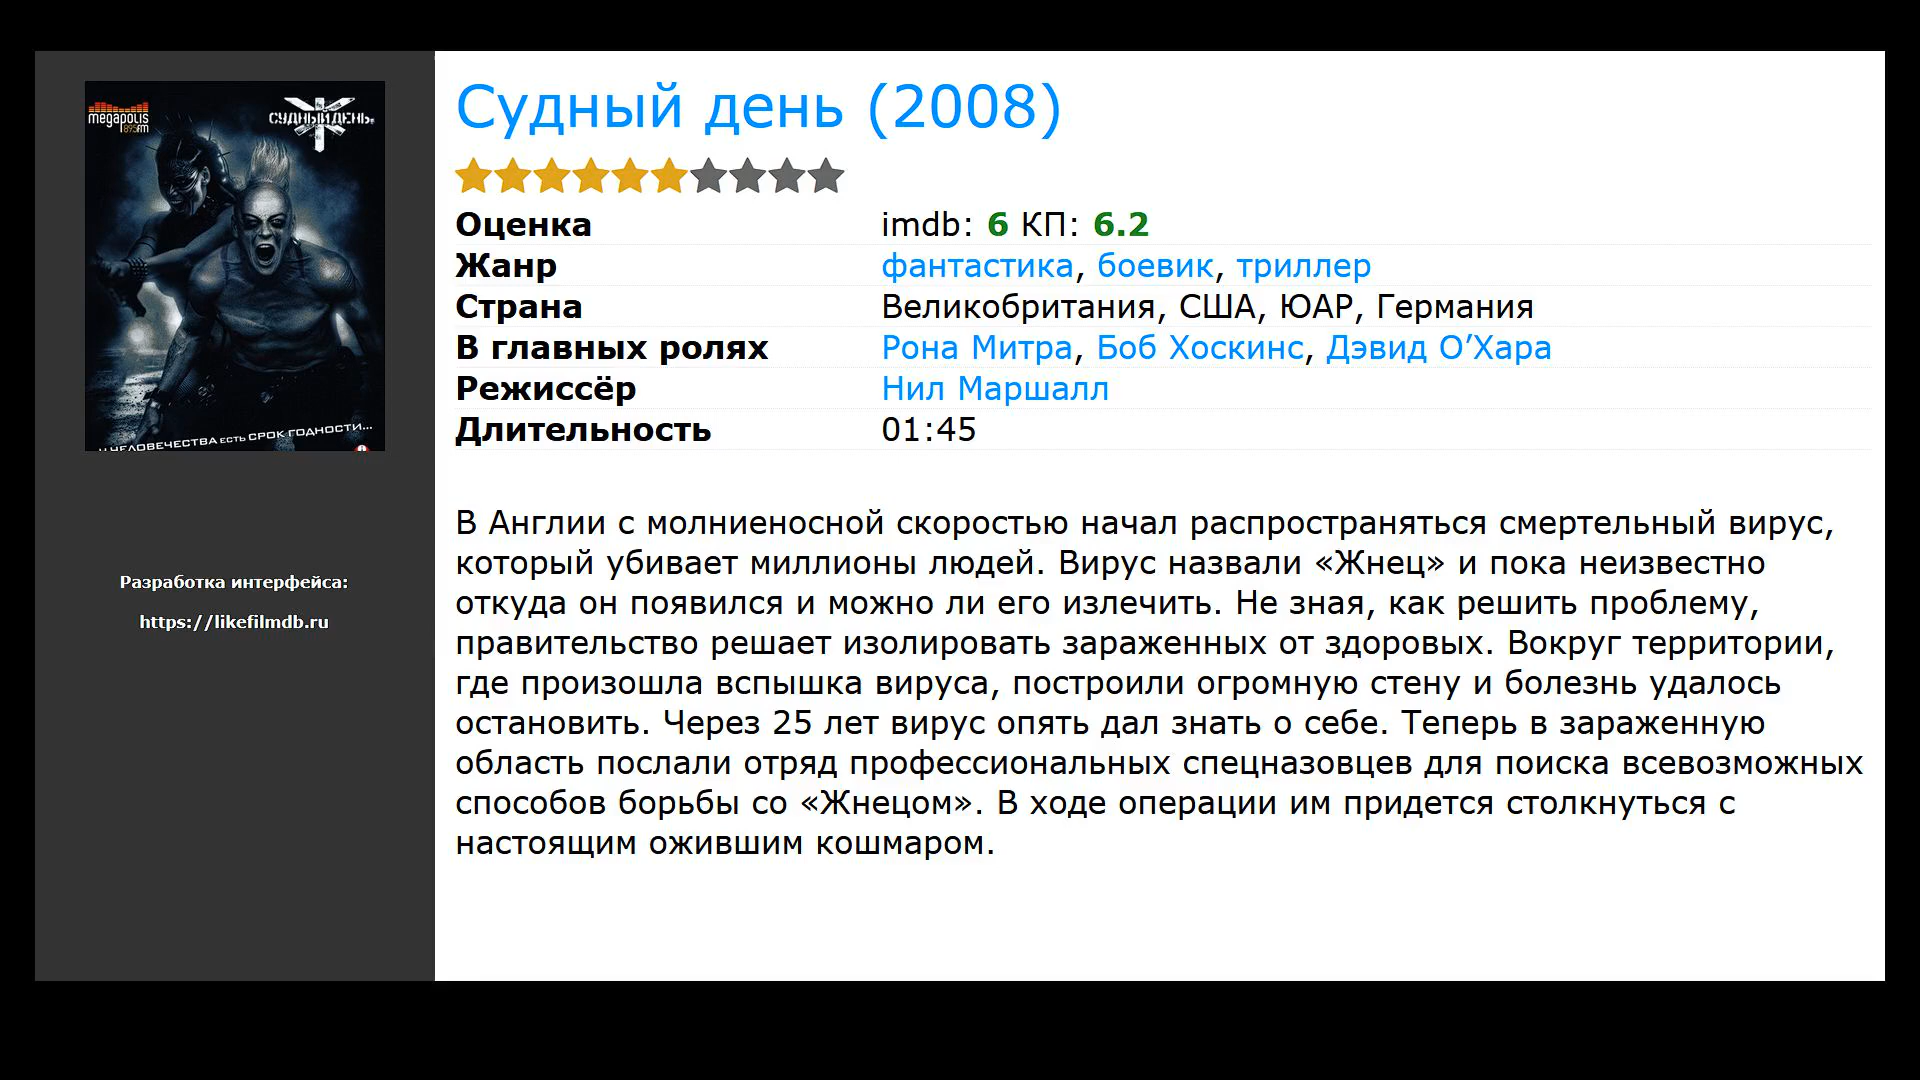 megapolis
89.5 FM
СУДНЫЙ ДЕНЬ
ЧЕЛОВЕЧЕСТВА ЕСТЬ СРОК ГОДНОСТИ...
Разработка интерфейса:
https://likefilmdb.ru
Судный день (2008)
Оценка imdb: 6 КП: 6.2
Жанр фантастика, боевик, триллер
Страна Великобритания, США, ЮАР, Германия
В главных ролях Рона Митра, Боб Хоскинс, Дэвид О’Хара
Режиссёр Нил Маршалл
Длительность 01:45
В Англии с молниеносной скоростью начал распространяться смертельный вирус,
который убивает миллионы людей. Вирус назвали «Жнец» и пока неизвестно
откуда он появился и можно ли его излечить. Не зная, как решить проблему,
правительство решает изолировать зараженных от здоровых. Вокруг территории,
где произошла вспышка вируса, построили огромную стену и болезнь удалось
остановить. Через 25 лет вирус опять дал знать о себе. Теперь в зараженную
область послали отряд профессиональных спецназовцев для поиска всевозможных
способов борьбы со «Жнецом». В ходе операции им придется столкнуться с
настоящим ожившим кошмаром.